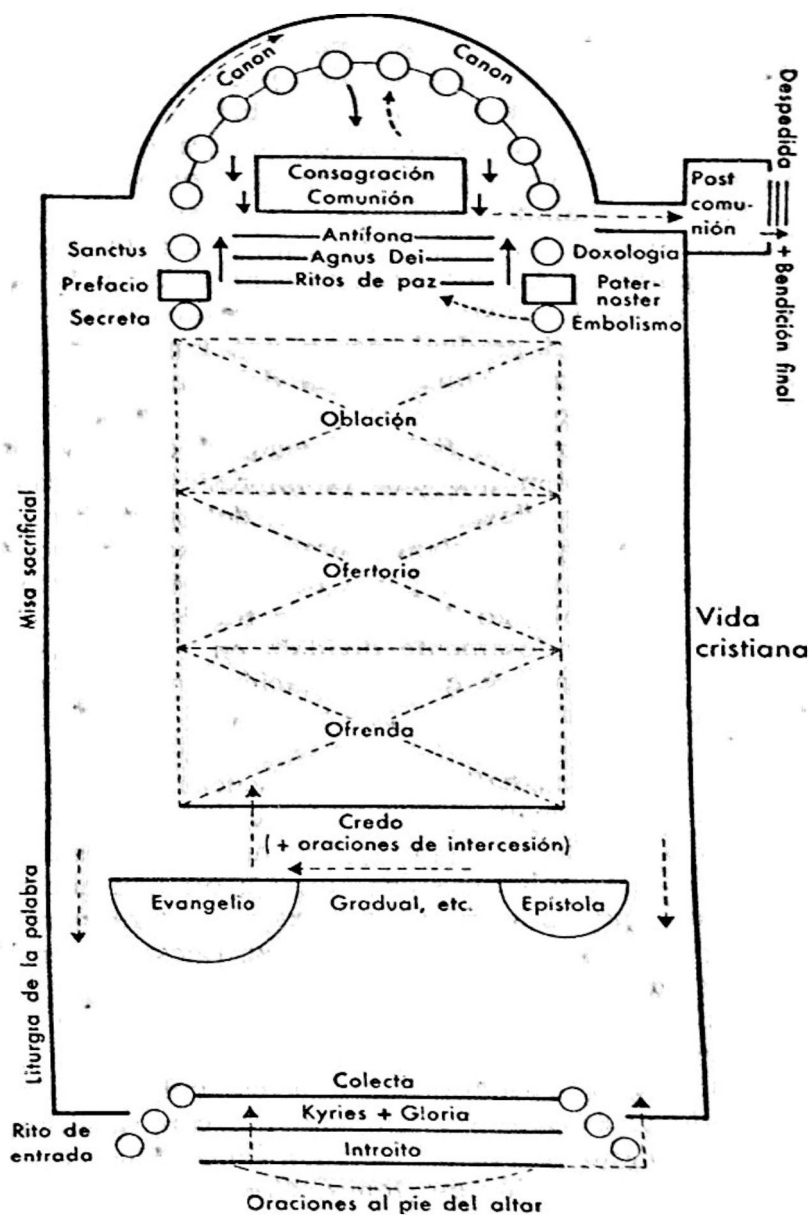 Canon
Canon
Despedida
+ Bendición final
Consagración
Comunión
Post
comu-
nión
Antífona
Sanctus
Doxología
Agnus Dei
Prefacio
Ritos de paz
Pater-
noster
Secreta
Embolismo
Oblación
Misa sacrificial
Ofertorio
Vida
cristiana
Ofrenda
Credo
(+ oraciones de intercesión)
Evangelio
Gradual, etc.
Epístola
Liturgia de la palabra
Colecta
Kyries + Gloria
Rito de
entrada
Introito
Oraciones al pie del altar